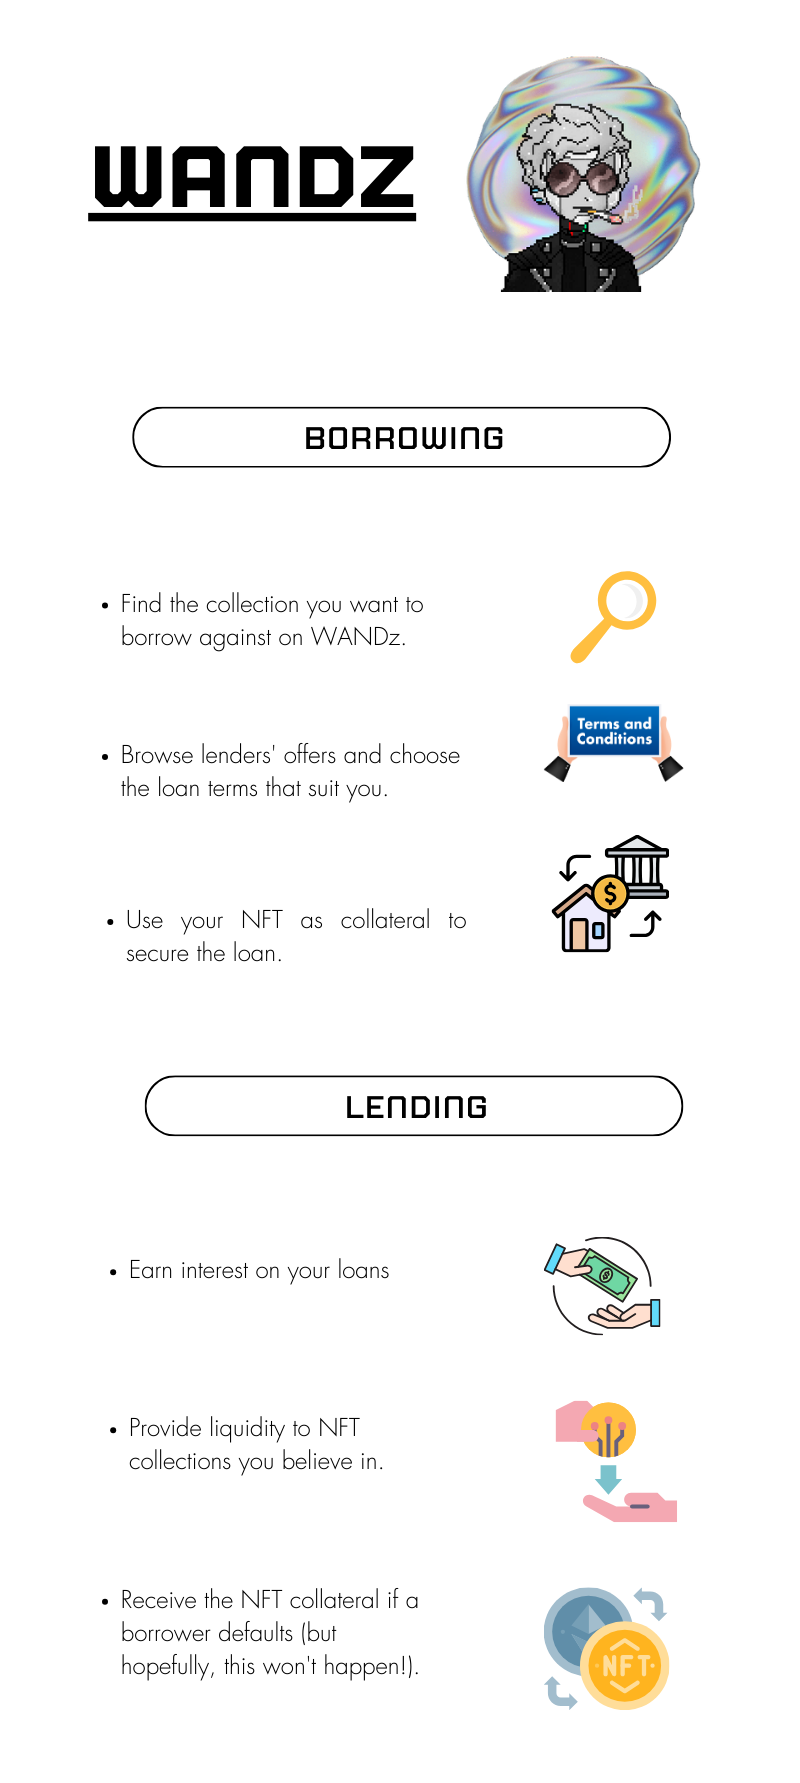 WANDZ
BORROWING
• Find the collection you want to
borrow against on WANDz.
Terms and
Conditions
• Browse lenders' offers and choose
the loan terms that suit you.
• Use your NFT as collateral to
secure the loan.
LENDING
• Earn interest on your loans
• Provide liquidity to NFT
collections you believe in.
• Receive the NFT collateral if a
borrower defaults (but
hopefully, this won't happen!).
NFT